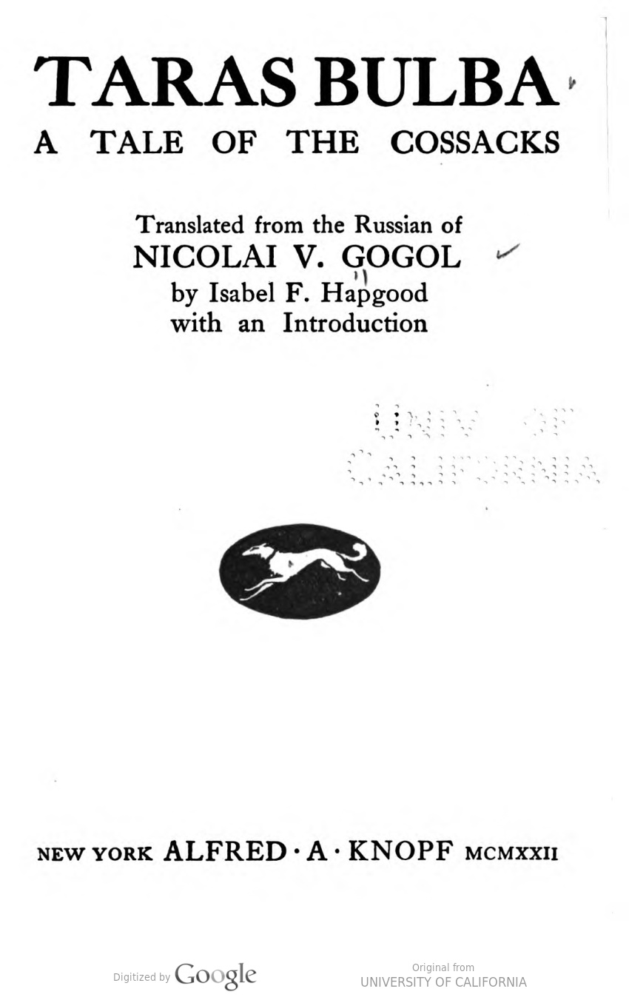 TARAS BULBA
A TALE OF THE COSSACKS
Translated from the Russian of
NICOLAI V. GOGOL
by Isabel F. Hapgood
with an Introduction
UNIV OF
CALIFORNIA
NEW YORK ALFRED · A · KNOPF MCMXXII
Digitized by Google
Original from
UNIVERSITY OF CALIFORNIA